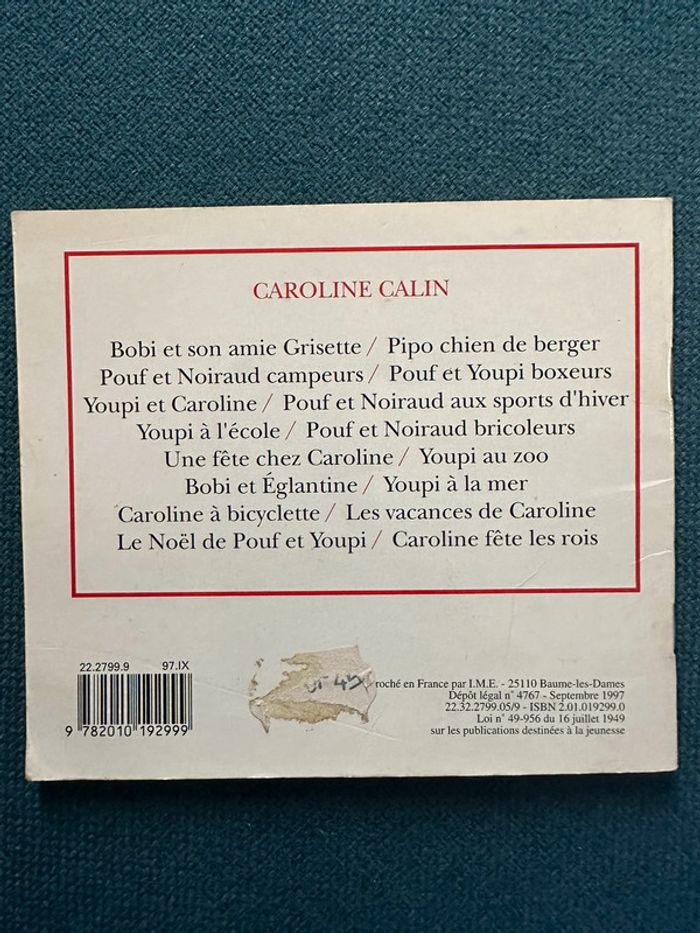 CAROLINE CALIN
Bobi et son amie Grisette / Pipo chien de berger
Pouf et Noiraud campeurs / Pouf et Youpi boxeurs
Youpi et Caroline / Pouf et Noiraud aux sports d'hiver
Youpi à l'école / Pouf et Noiraud bricoleurs
Une fête chez Caroline / Youpi au zoo
Bobi et Églantine / Youpi à la mer
Caroline à bicyclette / Les vacances de Caroline
Le Noël de Pouf et Youpi / Caroline fête les rois
22.2799.9 97.IX
9 782010 192999
roché en France par I.M.E. - 25110 Baume-les-Dames
Dépôt légal n° 4767 - Septembre 1997
22.32.2799.05/9 - ISBN 2.01.019299.0
Loi n° 49-956 du 16 juillet 1949
sur les publications destinées à la jeunesse